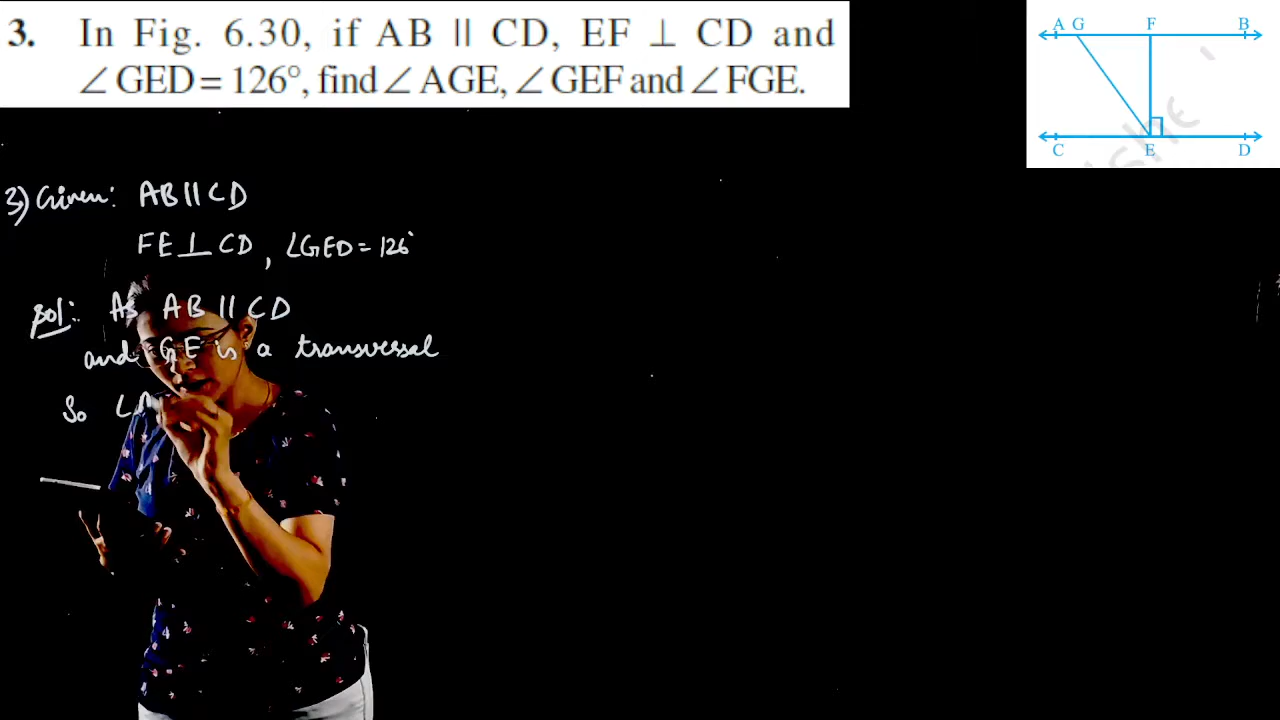 3. In Fig. 6.30, if AB || CD, EF ⊥ CD and
∠ GED = 126°, find ∠ AGE, ∠ GEF and ∠ FGE.
A G F B
C E D
3) Given: AB || CD
FE ⊥ CD, ∠GED = 126°
Sol: As AB || CD
and GE is a transversal
So ∠A